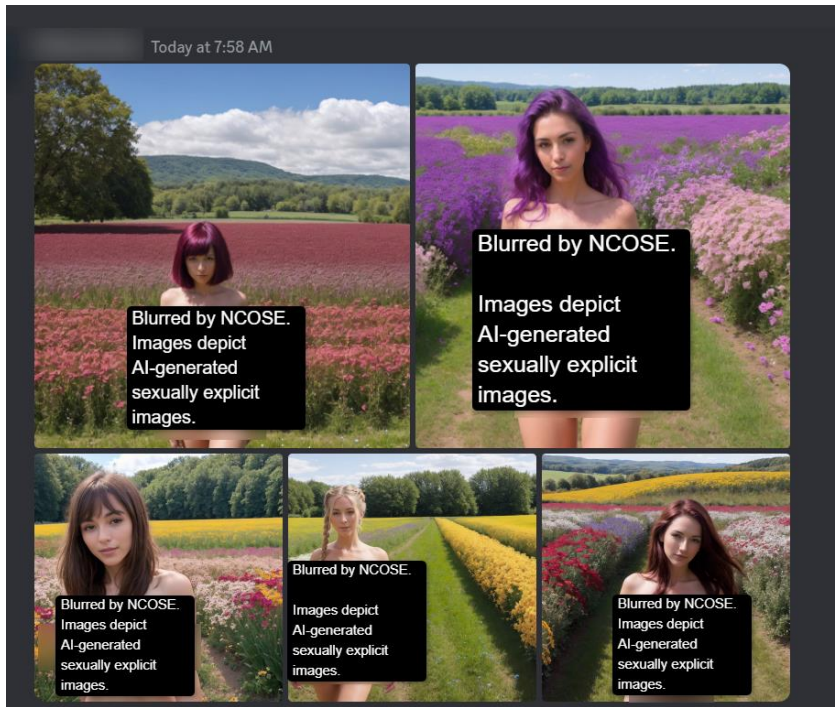 Today at 7:58 AM
Blurred by NCOSE.
Images depict
AI-generated
sexually explicit
images.
Blurred by NCOSE.
Images depict
AI-generated
sexually explicit
images.
Blurred by NCOSE.
Images depict
AI-generated
sexually explicit
images.
Blurred by NCOSE.
Images depict
AI-generated
sexually explicit
images.
Blurred by NCOSE.
Images depict
AI-generated
sexually explicit
images.